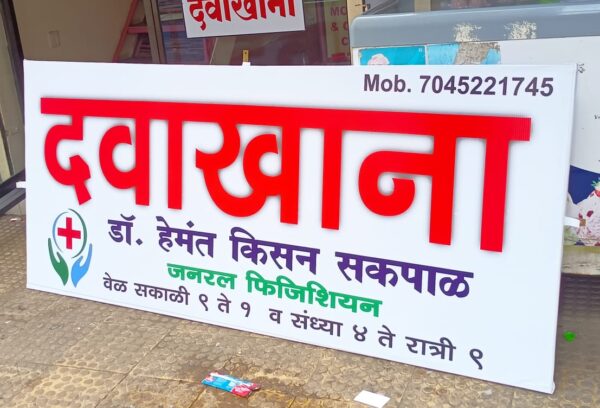 दवाखाना
Mob. 7045221745
दवाखाना
डॉ. हेमंत किसन सकपाळ
जनरल फिजिशियन
वेळ सकाळी ९ ते १ व संध्या ४ ते रात्री ९